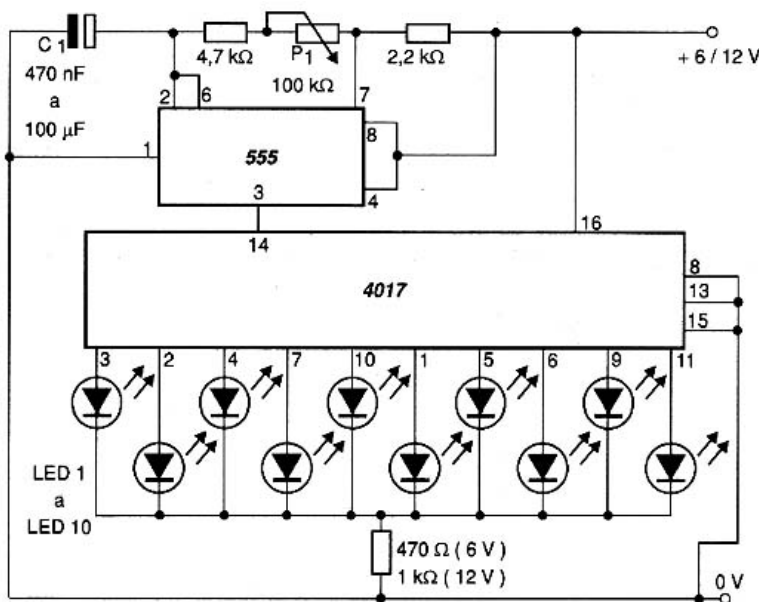 C 1
470 nF
a
100 µF
4,7 kΩ
P1
100 kΩ
2,2 kΩ
+ 6 / 12 V
2
6
7
1
555
8
4
3
14
16
4017
8
13
15
3
2
4
7
10
1
5
6
9
11
LED 1
a
LED 10
470 Ω ( 6 V )
1 kΩ ( 12 V )
0 V